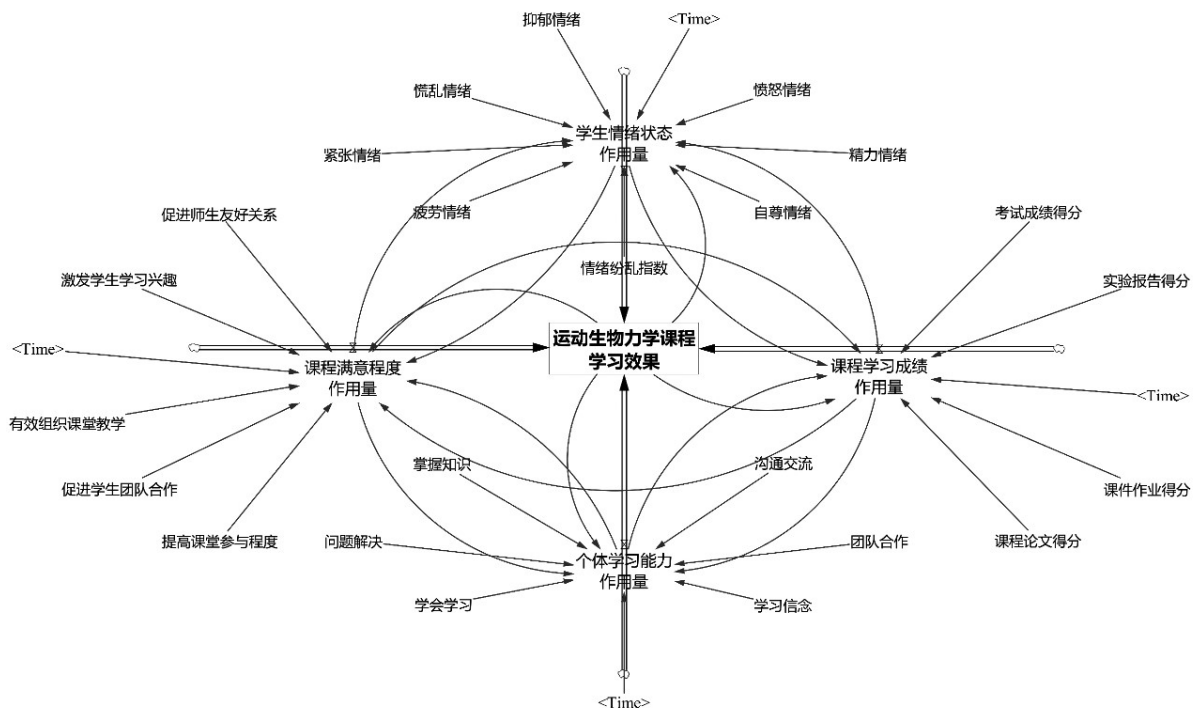 抑郁情绪
<Time>
慌乱情绪
愤怒情绪
学生情绪状态
作用量
紧张情绪
精力情绪
疲劳情绪
自尊情绪
促进师生友好关系
考试成绩得分
情绪纷乱指数
激发学生学习兴趣
实验报告得分
运动生物力学课程
学习效果
<Time>
课程满意程度
作用量
课程学习成绩
作用量
<Time>
有效组织课堂教学
掌握知识
沟通交流
促进学生团队合作
课件作业得分
提高课堂参与程度
问题解决
团队合作
课程论文得分
个体学习能力
作用量
学会学习
学习信念
<Time>